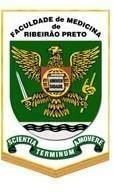 FACULDADE de MEDICINA
de
RIBEIRÃO PRETO
SCIENTIA TERMINUM AMOVERE